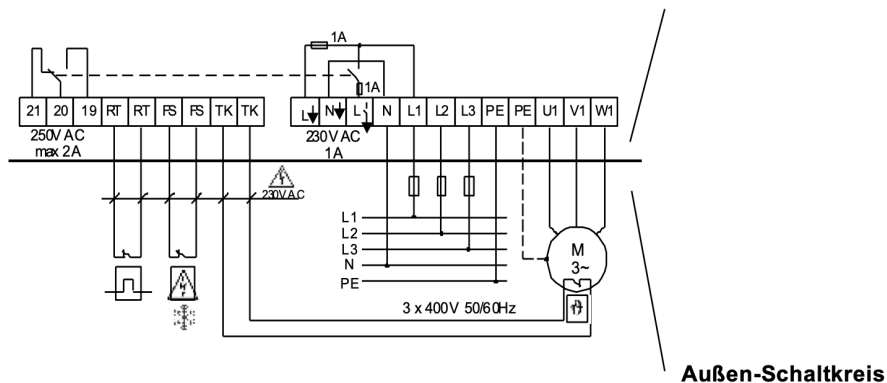 1A
1A
21 20 19 RT RT FS FS TK TK
L N L N L1 L2 L3 PE PE U1 V1 W1
250V AC
max 2A
230V AC
1A
230V A C
L1
L2
L3
N
PE
M
3~
3 x 400V 50/60Hz
Außen-Schaltkreis